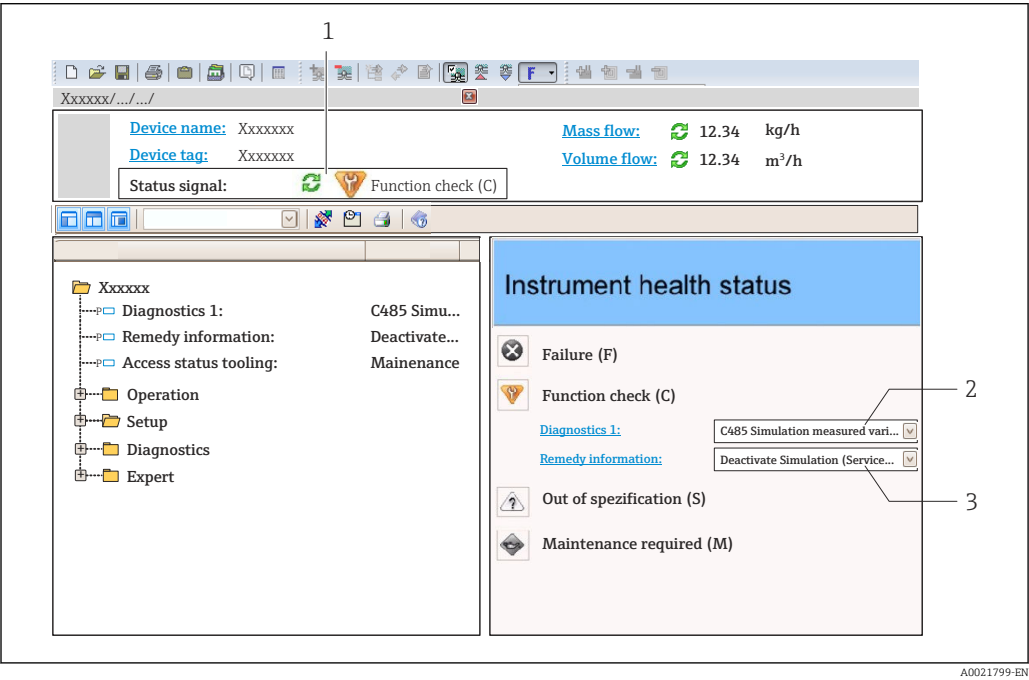 1
F
Xxxxxx/.../.../
Device name: Xxxxxxx
Mass flow: 12.34 kg/h
Device tag: Xxxxxxx
Volume flow: 12.34 m³/h
Status signal: Function check (C)
Xxxxxx
Diagnostics 1: C485 Simu...
Remedy information: Deactivate...
Access status tooling: Mainenance
Operation
Setup
Diagnostics
Expert
Instrument health status
Failure (F)
Function check (C)
Diagnostics 1: C485 Simulation measured vari...
2
Remedy information: Deactivate Simulation (Service...
3
Out of spezification (S)
Maintenance required (M)
A0021799-EN